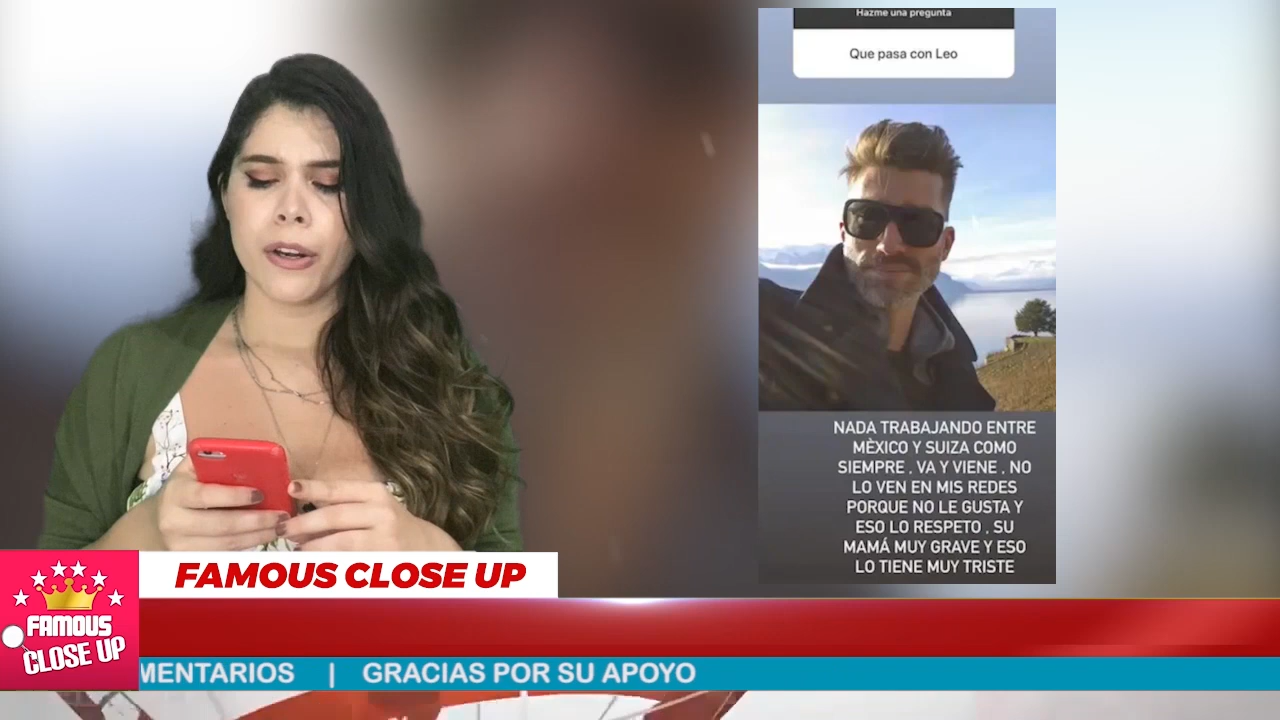 Hazme una pregunta
Que pasa con Leo
NADA TRABAJANDO ENTRE
MÈXICO Y SUIZA COMO
SIEMPRE , VA Y VIENE , NO
LO VEN EN MIS REDES
PORQUE NO LE GUSTA Y
ESO LO RESPETO , SU
MAMÁ MUY GRAVE Y ESO
LO TIENE MUY TRISTE
FAMOUS CLOSE UP
FAMOUS
CLOSE UP
MENTARIOS | GRACIAS POR SU APOYO